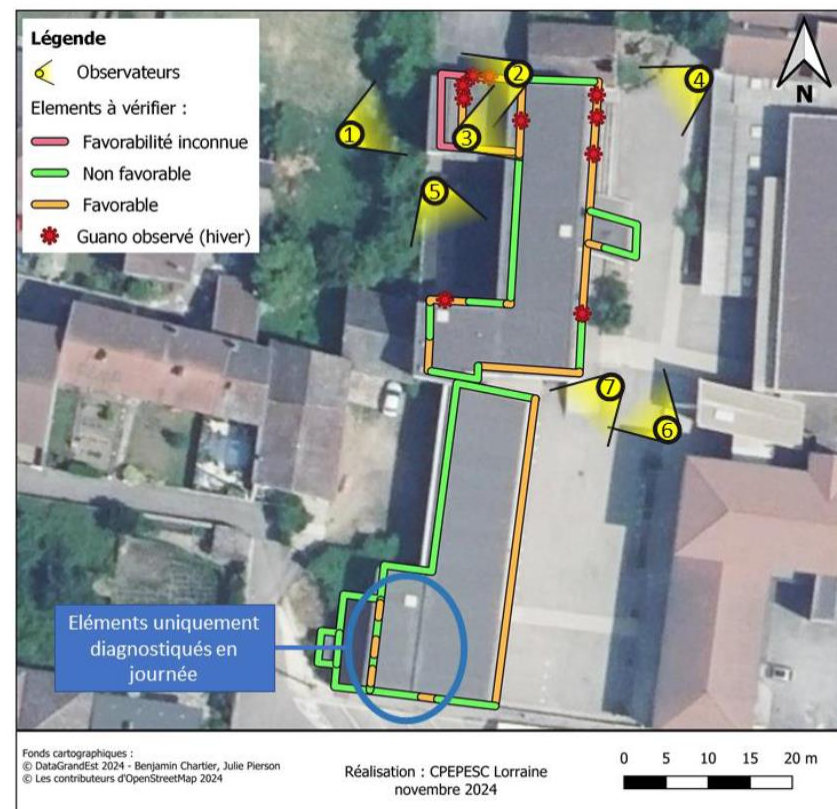 Légende
Observateurs
Elements à vérifier :
Favorabilité inconnue
Non favorable
Favorable
Guano observé (hiver)
1
2
3
4
5
6
7
N
Eléments uniquement
diagnostiqués en
journée
Fonds cartographiques :
© DataGrandEst 2024 - Benjamin Chartier, Julie Pierson
© Les contributeurs d'OpenStreetMap 2024
Réalisation : CPEPESC Lorraine
novembre 2024
0 5 10 15 20 m